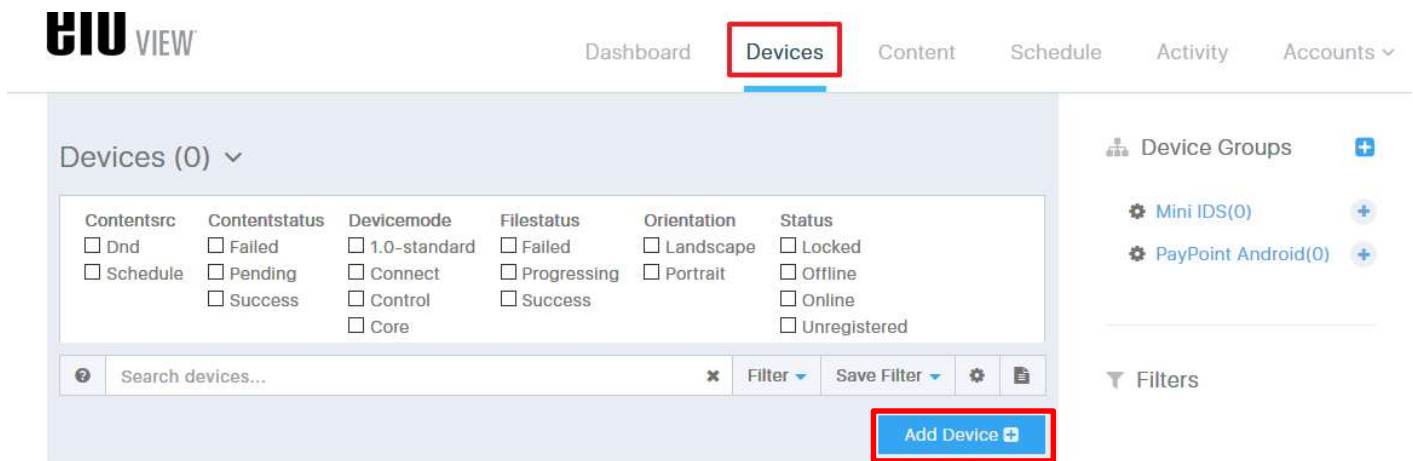 elo VIEW
Dashboard Devices Content Schedule Activity Accounts
Devices (0)
Device Groups
Contentsrc Contentstatus Devicemode Filestatus Orientation Status
Dnd Failed 1.0-standard Failed Landscape Locked
Schedule Pending Connect Progressing Portrait Offline
Success Control Success Online
Core Unregistered
Mini IDS(0)
PayPoint Android(0)
Search devices... Filter Save Filter
Filters
Add Device